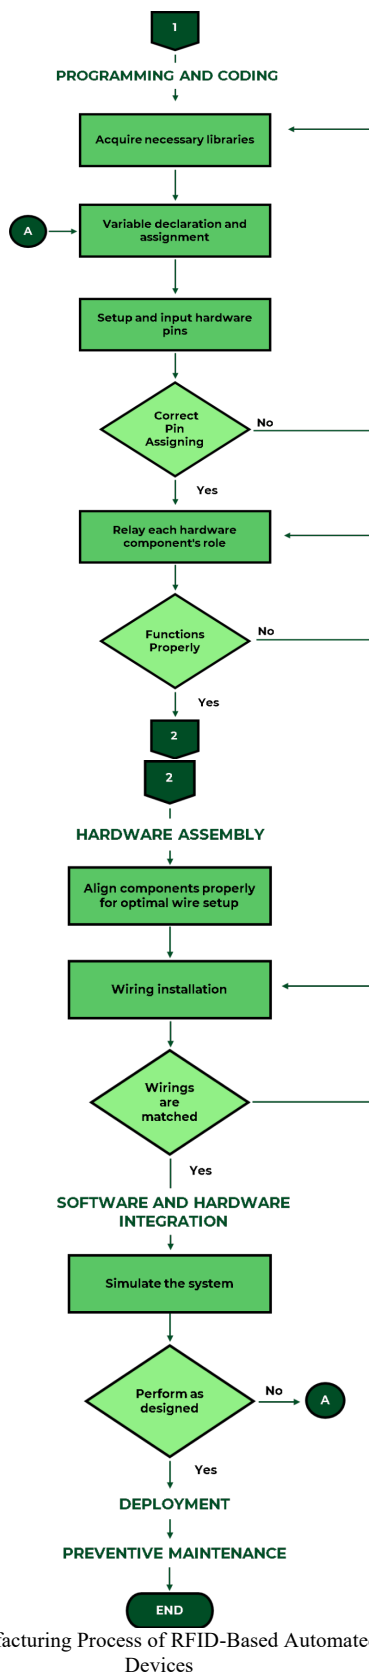 1
PROGRAMMING AND CODING
Acquire necessary libraries
A
Variable declaration and
assignment
Setup and input hardware
pins
Correct
Pin
Assigning
No
Yes
Relay each hardware
component's role
Functions
Properly
No
Yes
2
2
HARDWARE ASSEMBLY
Align components properly
for optimal wire setup
Wiring installation
Wirings
are
matched
Yes
SOFTWARE AND HARDWARE
INTEGRATION
Simulate the system
Perform as
designed
No
A
Yes
DEPLOYMENT
PREVENTIVE MAINTENANCE
END
facturing Process of RFID-Based Automated
Devices